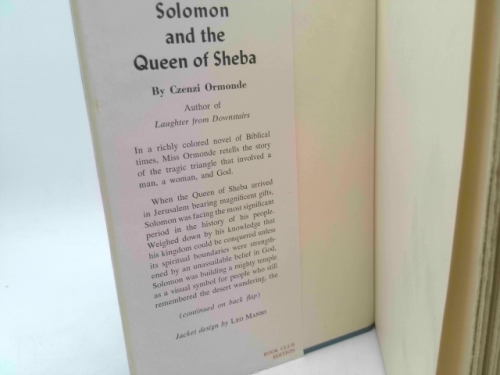 Solomon
and the
Queen of Sheba
By Czenzi Ormonde
Author of
Laughter from Downstairs
In a richly colored novel of Biblical
times, Miss Ormonde retells the story
of the tragic triangle that involved a
man, a woman, and God.
When the Queen of Sheba arrived
in Jerusalem bearing magnificent gifts,
Solomon was facing the most significant
period in the history of his people.
Weighed down by his knowledge that
his kingdom could be conquered unless
its spiritual boundaries were strength-
ened by an unassailable belief in God,
Solomon was building a mighty temple
as a visual symbol for people who still
remembered the desert wandering, the
(continued on back flap)
Jacket design by LEO MANSO
BOOK CLUB
EDITION